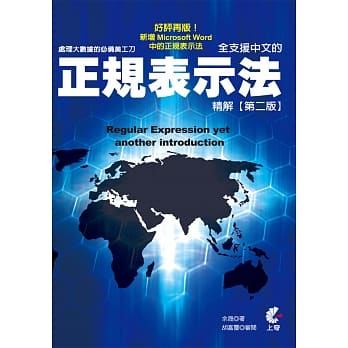 好評再版！
新增 Microsoft Word
中的正規表示法
處理大數據的必備萬工刀
全支援中文的
正規表示法
精解【第二版】
Regular Expression yet
another introduction
余晟◎著
胡嘉璽◎審閱
上奇